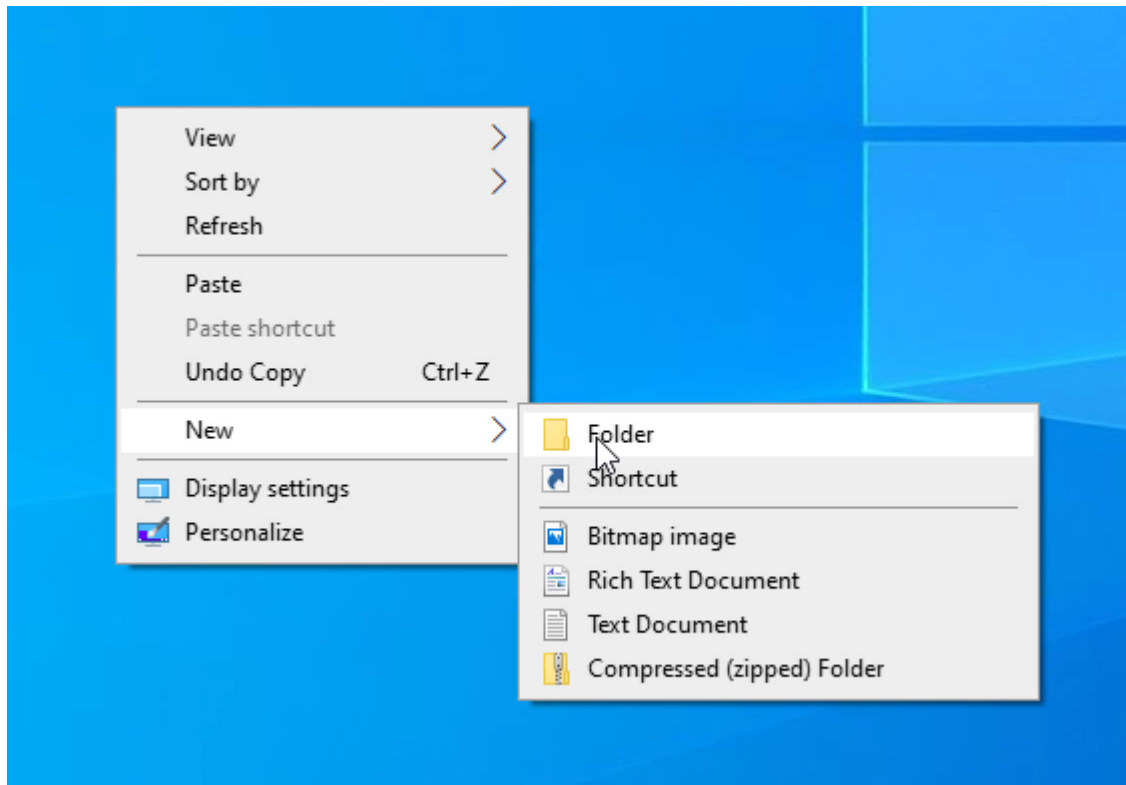 View
Sort by
Refresh
Paste
Paste shortcut
Undo Copy Ctrl+Z
New
Display settings
Personalize
Folder
Shortcut
Bitmap image
Rich Text Document
Text Document
Compressed (zipped) Folder